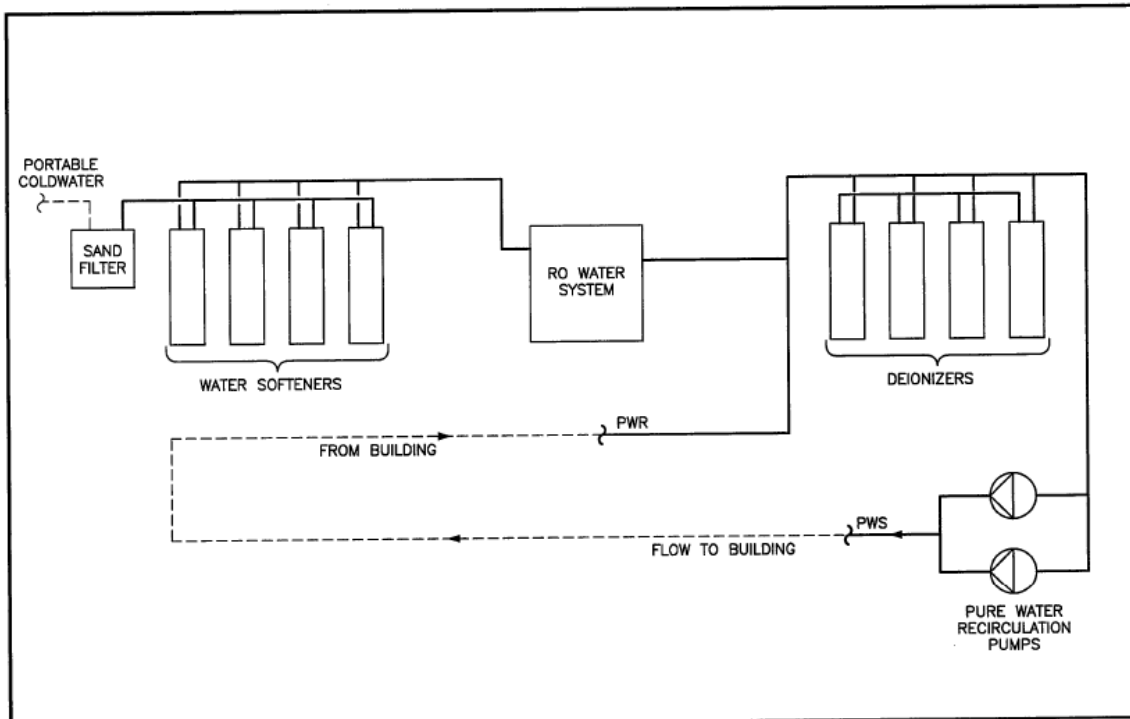 PORTABLE
COLDWATER
SAND
FILTER
WATER SOFTENERS
RO WATER
SYSTEM
DEIONIZERS
PWR
FROM BUILDING
PWS
FLOW TO BUILDING
PURE WATER
RECIRCULATION
PUMPS